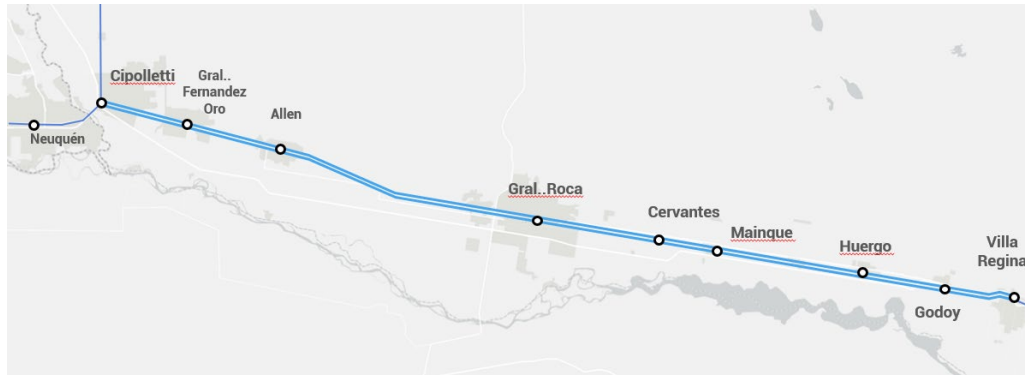 Cipolletti
Gral..
Fernandez
Oro
Allen
Neuquén
Gral..Roca
Cervantes
Mainque
Huergo
Villa
Regina
Godoy